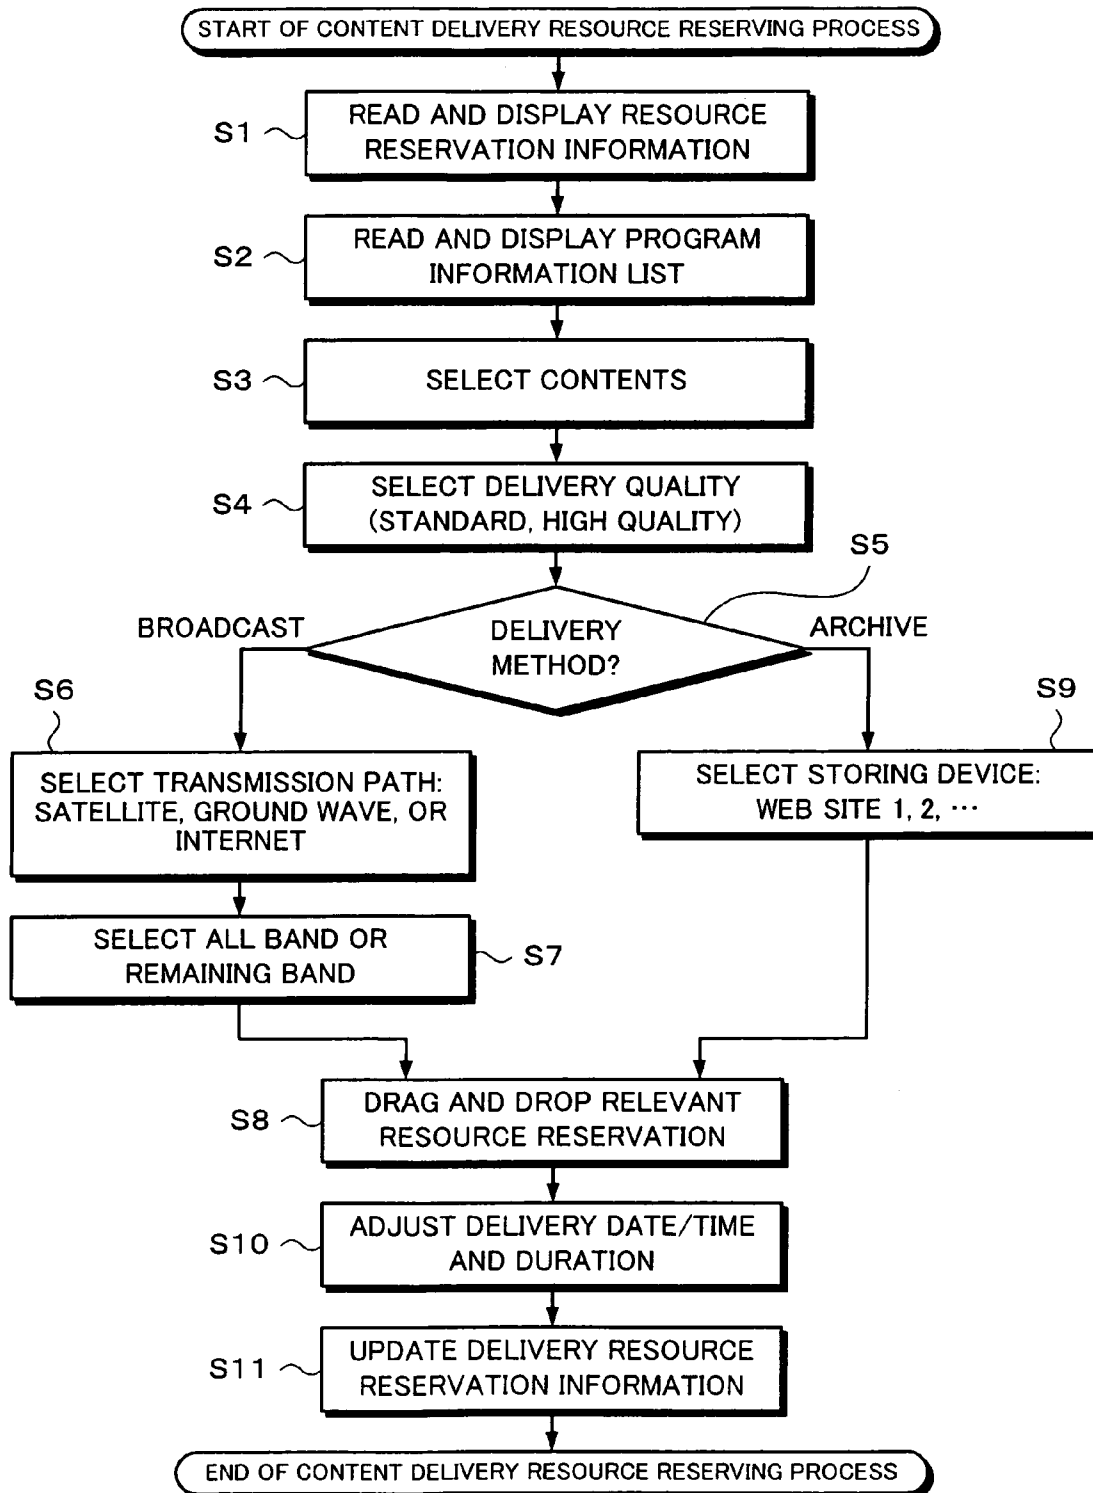 START OF CONTENT DELIVERY RESOURCE RESERVING PROCESS
S1
READ AND DISPLAY RESOURCE
RESERVATION INFORMATION
S2
READ AND DISPLAY PROGRAM
INFORMATION LIST
S3
SELECT CONTENTS
S4
SELECT DELIVERY QUALITY
(STANDARD, HIGH QUALITY)
S5
DELIVERY
METHOD?
BROADCAST
ARCHIVE
S6
SELECT TRANSMISSION PATH:
SATELLITE, GROUND WAVE, OR
INTERNET
S9
SELECT STORING DEVICE:
WEB SITE 1, 2, ⋯
SELECT ALL BAND OR
REMAINING BAND
S7
S8
DRAG AND DROP RELEVANT
RESOURCE RESERVATION
S10
ADJUST DELIVERY DATE/TIME
AND DURATION
S11
UPDATE DELIVERY RESOURCE
RESERVATION INFORMATION
END OF CONTENT DELIVERY RESOURCE RESERVING PROCESS